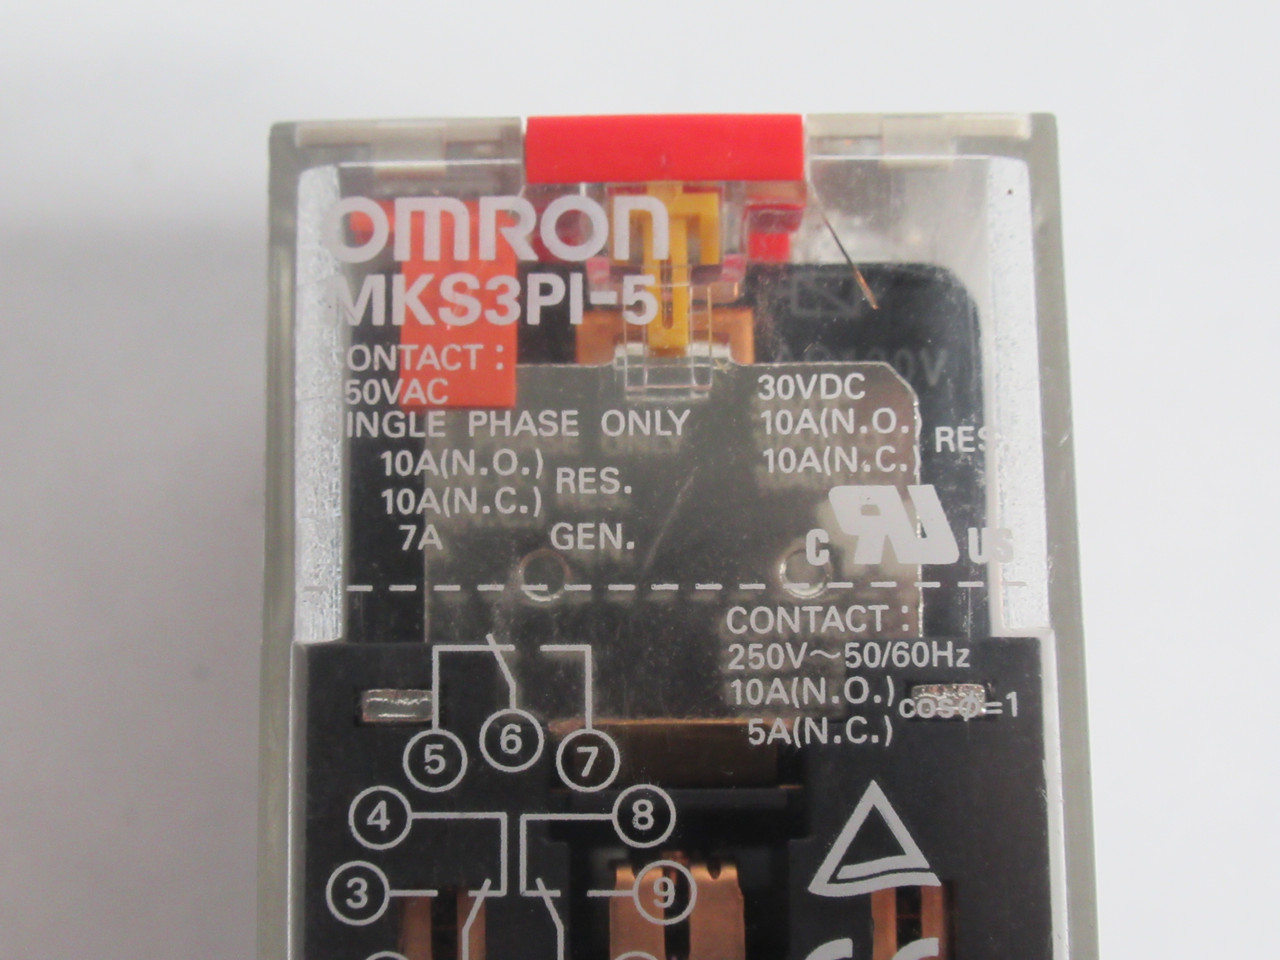 OMRON
MKS3PI-5
CONTACT:
50VAC
INGLE PHASE ONLY
10A(N.O.)
10A(N.C.) RES.
7A GEN.
30VDC
10A(N.O.)
10A(N.C.) RES
c US
CONTACT:
250V～50/60Hz
10A(N.O.)
5A(N.C.) cosφ=1
5 6 7
4 8
3 9